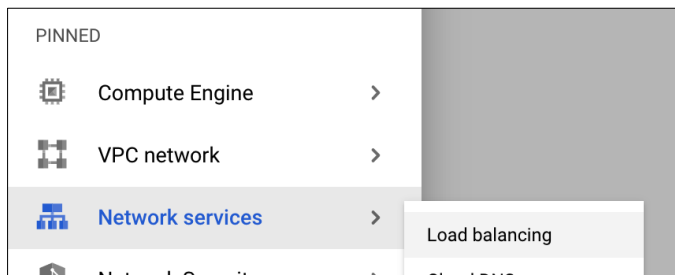 PINNED
Compute Engine
VPC network
Network services
Load balancing